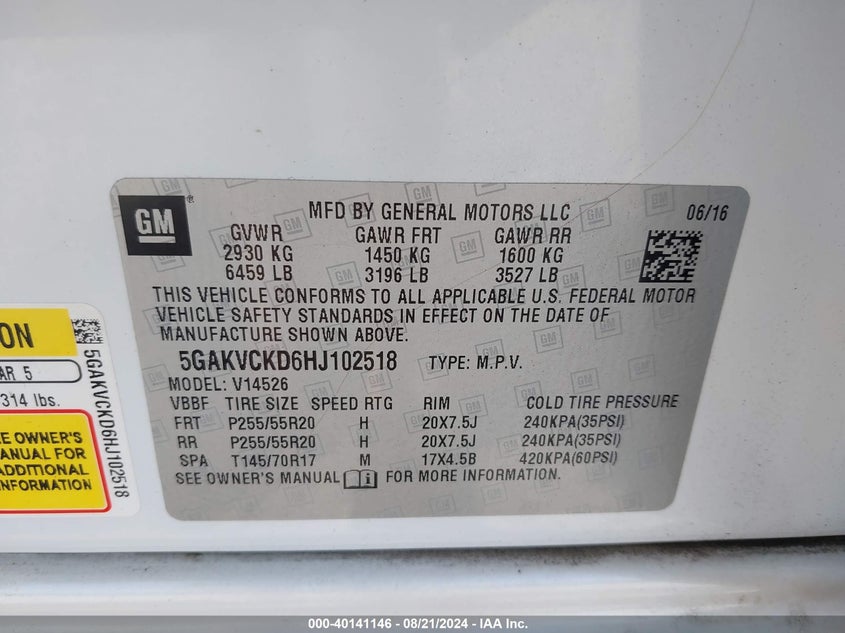 GM
®
MFD BY GENERAL MOTORS LLC 06/16
GVWR GAWR FRT GAWR RR
2930 KG 1450 KG 1600 KG
6459 LB 3196 LB 3527 LB
THIS VEHICLE CONFORMS TO ALL APPLICABLE U.S. FEDERAL MOTOR
VEHICLE SAFETY STANDARDS IN EFFECT ON THE DATE OF
MANUFACTURE SHOWN ABOVE.
5GAKVCKD6HJ102518 TYPE: M.P.V.
MODEL: V14526
VBBF TIRE SIZE SPEED RTG RIM COLD TIRE PRESSURE
FRT P255/55R20 H 20X7.5J 240KPA(35PSI)
RR P255/55R20 H 20X7.5J 240KPA(35PSI)
SPA T145/70R17 M 17X4.5B 420KPA(60PSI)
SEE OWNER'S MANUAL i FOR MORE INFORMATION.
ON
AR 5
314 lbs.
EE OWNER'S
MANUAL FOR
ADDITIONAL
INFORMATION
5GAKVCKD6HJ102518
000-40141146 - 08/21/2024 - IAA Inc.